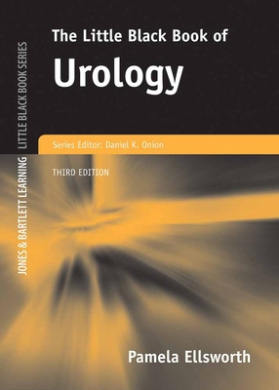 The Little Black Book of
Urology
Series Editor: Daniel K. Onion
THIRD EDITION
JONES & BARTLETT LEARNING LITTLE BLACK BOOK SERIES
Pamela Ellsworth